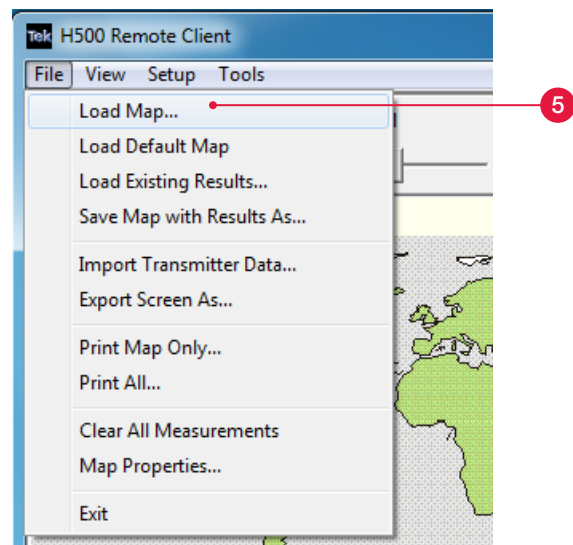 Tek H500 Remote Client
File View Setup Tools
Load Map...
5
Load Default Map
Load Existing Results...
Save Map with Results As...
Import Transmitter Data...
Export Screen As...
Print Map Only...
Print All...
Clear All Measurements
Map Properties...
Exit